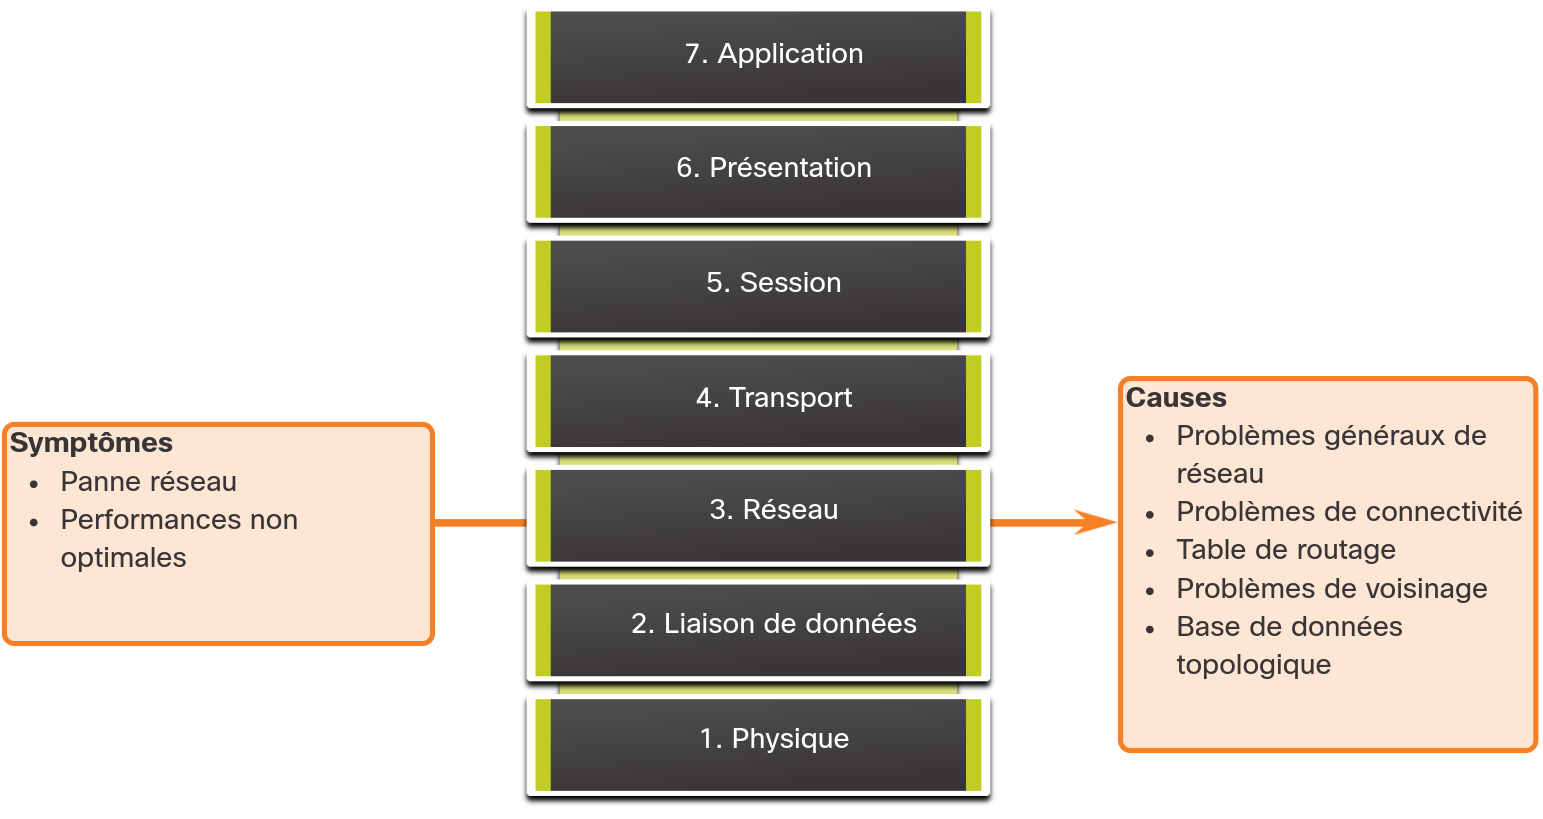 7. Application
6. Présentation
5. Session
4. Transport
3. Réseau
2. Liaison de données
1. Physique
Symptômes
• Panne réseau
• Performances non
optimales
Causes
• Problèmes généraux de
réseau
• Problèmes de connectivité
• Table de routage
• Problèmes de voisinage
• Base de données
topologique